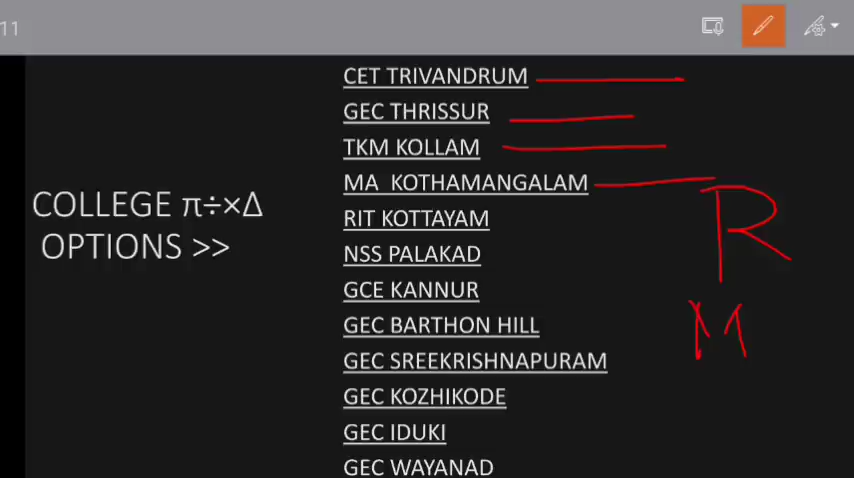 11
COLLEGE π÷×Δ
OPTIONS >>
CET TRIVANDRUM
GEC THRISSUR
TKM KOLLAM
MA KOTHAMANGALAM
RIT KOTTAYAM
NSS PALAKAD
GCE KANNUR
GEC BARTHON HILL
GEC SREEKRISHNAPURAM
GEC KOZHIKODE
GEC IDUKI
GEC WAYANAD
R
M